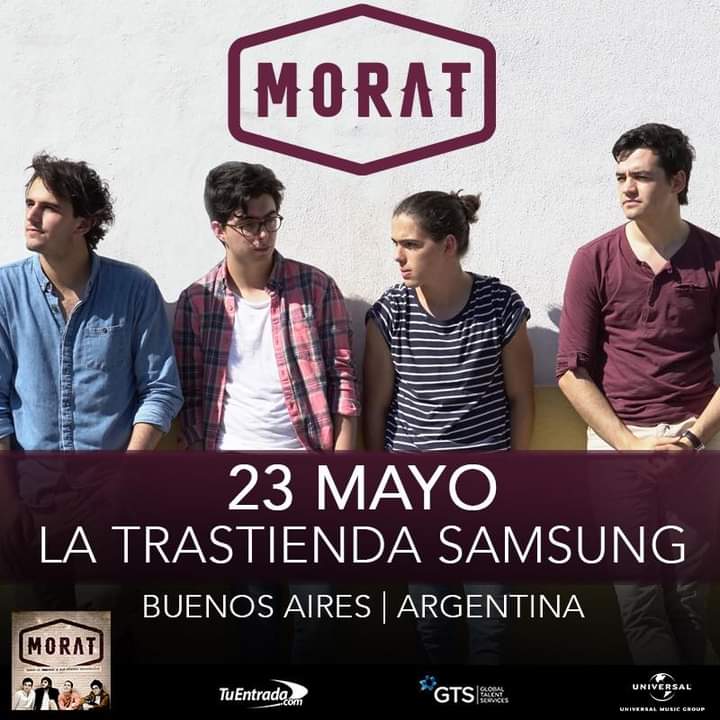 MORAT
23 MAYO
LA TRASTIENDA SAMSUNG
BUENOS AIRES | ARGENTINA
MORAT
TuEntrada.com
GTS GLOBAL TALENT SERVICES
UNIVERSAL
UNIVERSAL MUSIC GROUP